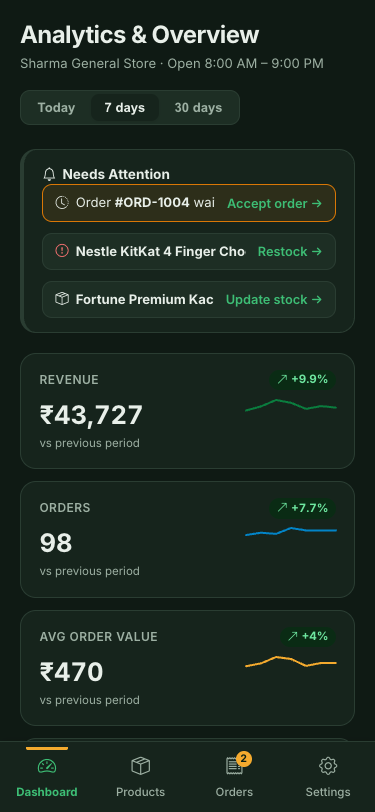 Analytics & Overview
Sharma General Store · Open 8:00 AM – 9:00 PM
Today 7 days 30 days
Needs Attention
Order #ORD-1004 wai Accept order →
Nestle KitKat 4 Finger Cho Restock →
Fortune Premium Kac Update stock →
REVENUE ↗ +9.9%
₹43,727
vs previous period
ORDERS ↗ +7.7%
98
vs previous period
AVG ORDER VALUE ↗ +4%
₹470
vs previous period
2
Dashboard Products Orders Settings